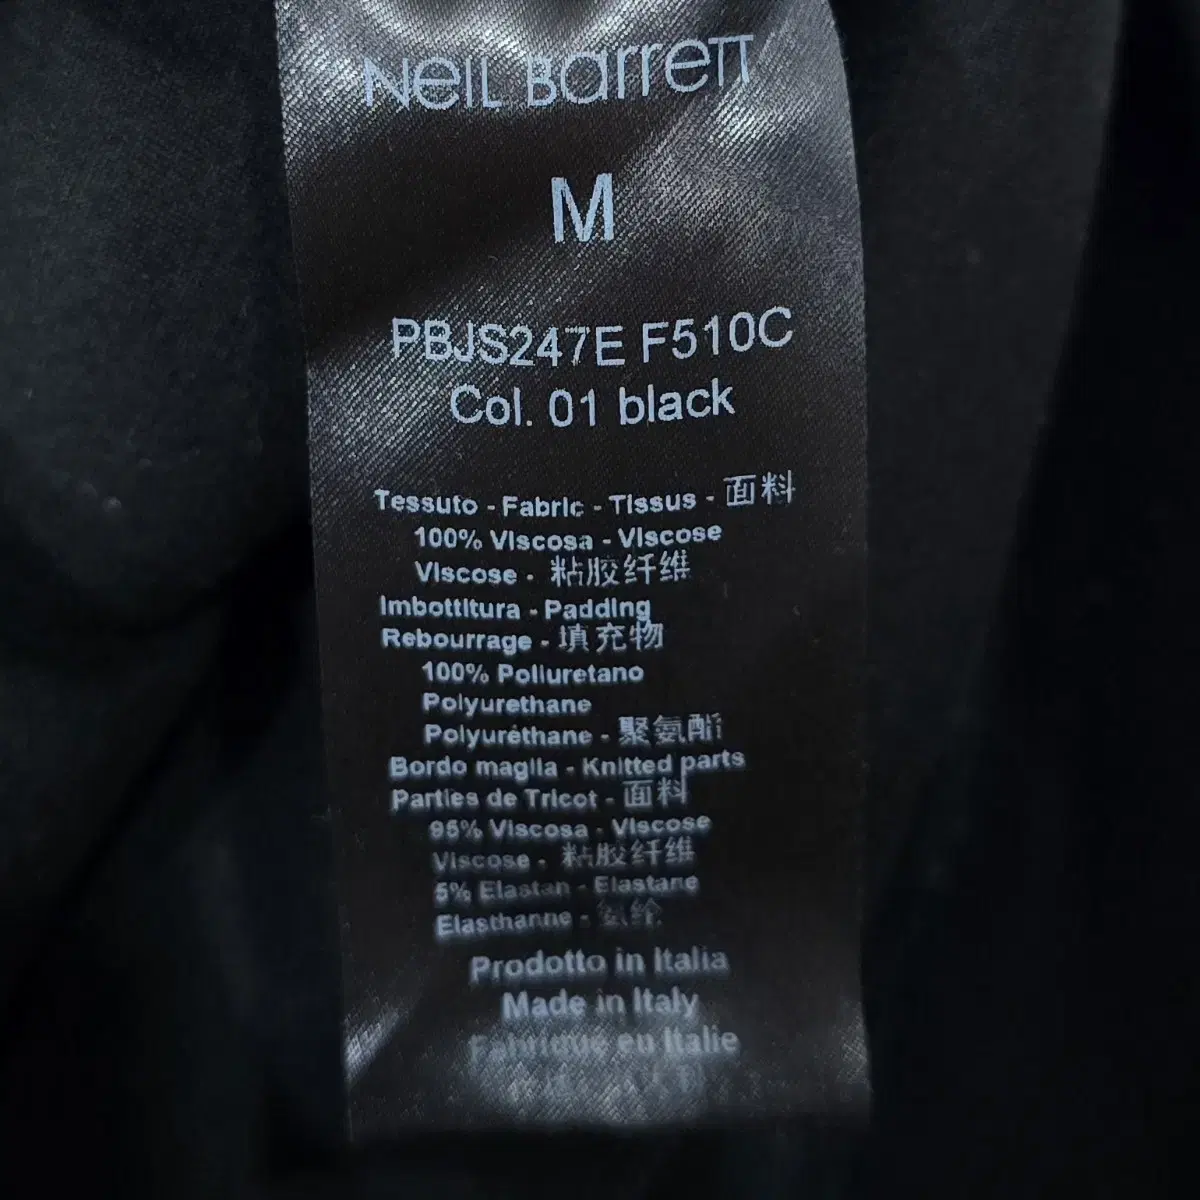 Neil Barrett
M
PBJS247E F510C
Col. 01 black
Tessuto - Fabric - Tissus - 面料
100% Viscosa - Viscose
Viscose - 粘胶纤维
Imbottitura - Padding
Rebourrage - 填充物
100% Poliuretano
Polyurethane
Polyuréthane - 聚氨酯
Bordo maglia - Knitted parts
Parties de Tricot - 面料
95% Viscosa - Viscose
Viscose - 粘胶纤维
5% Elastan - Elastane
Elasthanne - 氨纶
Prodotto in Italia
Made in Italy
Fabriqué en Italie